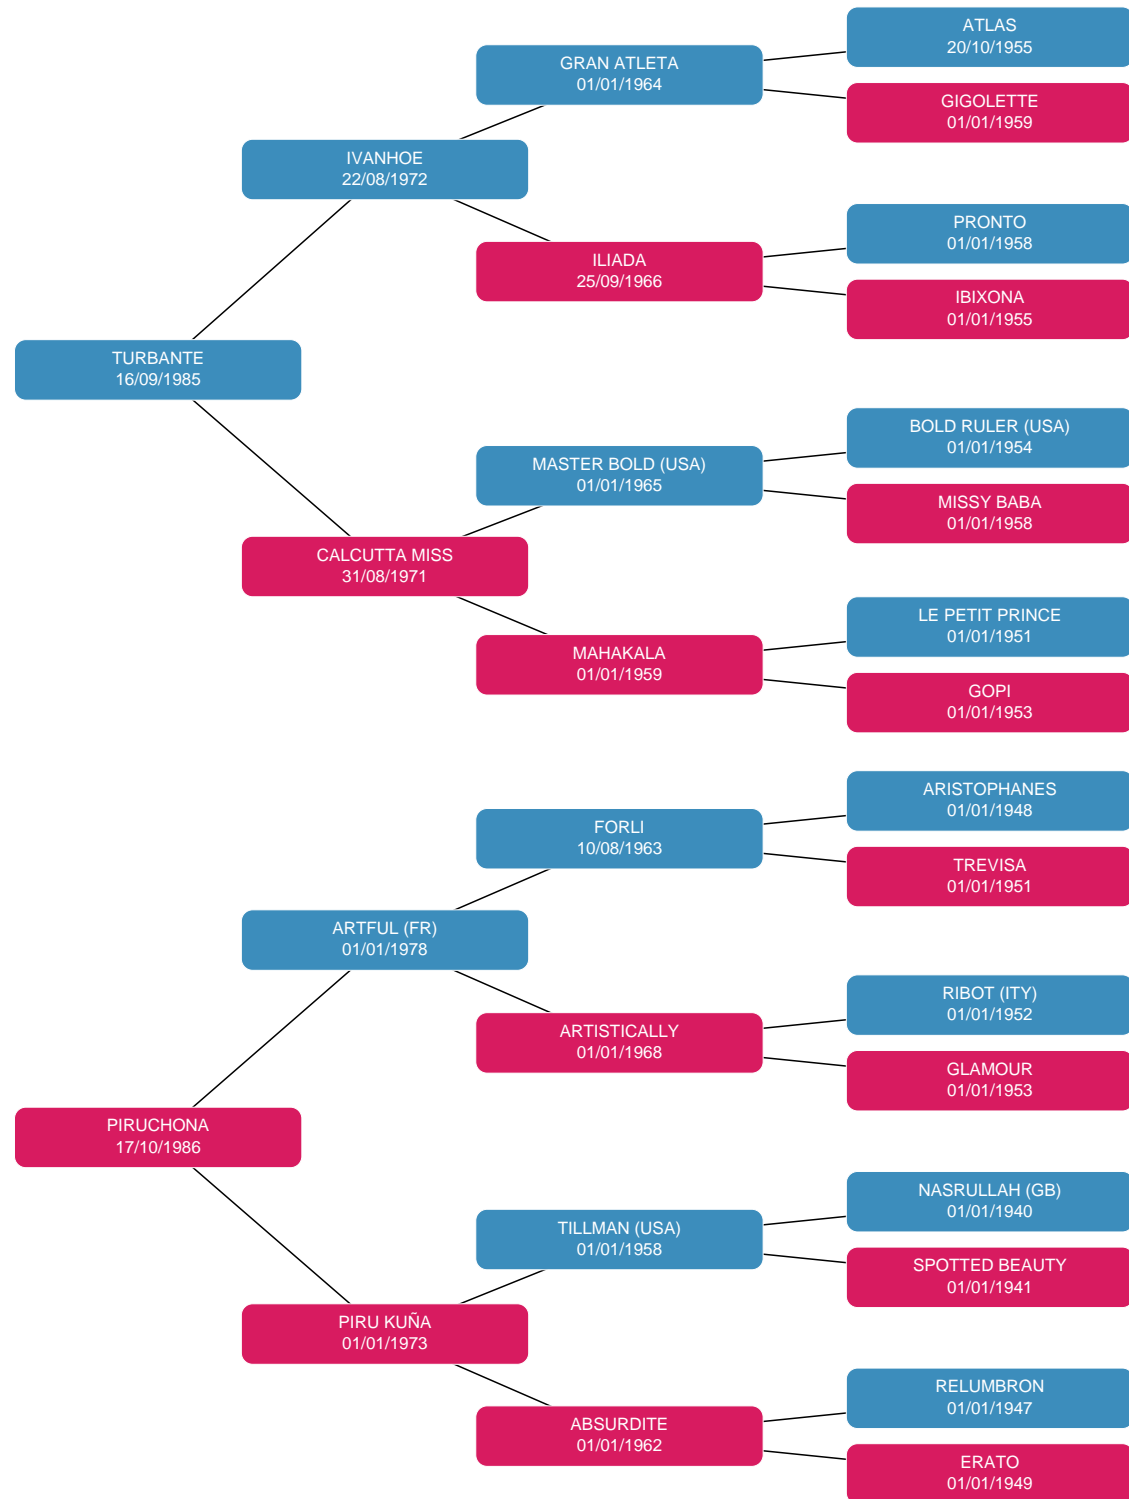 ATLAS
20/10/1955
GRAN ATLETA
01/01/1964
GIGOLETTE
01/01/1959
IVANHOE
22/08/1972
PRONTO
01/01/1958
ILIADA
25/09/1966
IBIXONA
01/01/1955
TURBANTE
16/09/1985
BOLD RULER (USA)
01/01/1954
MASTER BOLD (USA)
01/01/1965
MISSY BABA
01/01/1958
CALCUTTA MISS
31/08/1971
LE PETIT PRINCE
01/01/1951
MAHAKALA
01/01/1959
GOPI
01/01/1953
ARISTOPHANES
01/01/1948
FORLI
10/08/1963
TREVISA
01/01/1951
ARTFUL (FR)
01/01/1978
RIBOT (ITY)
01/01/1952
ARTISTICALLY
01/01/1968
GLAMOUR
01/01/1953
PIRUCHONA
17/10/1986
NASRULLAH (GB)
01/01/1940
TILLMAN (USA)
01/01/1958
SPOTTED BEAUTY
01/01/1941
PIRU KUÑA
01/01/1973
RELUMBRON
01/01/1947
ABSURDITE
01/01/1962
ERATO
01/01/1949